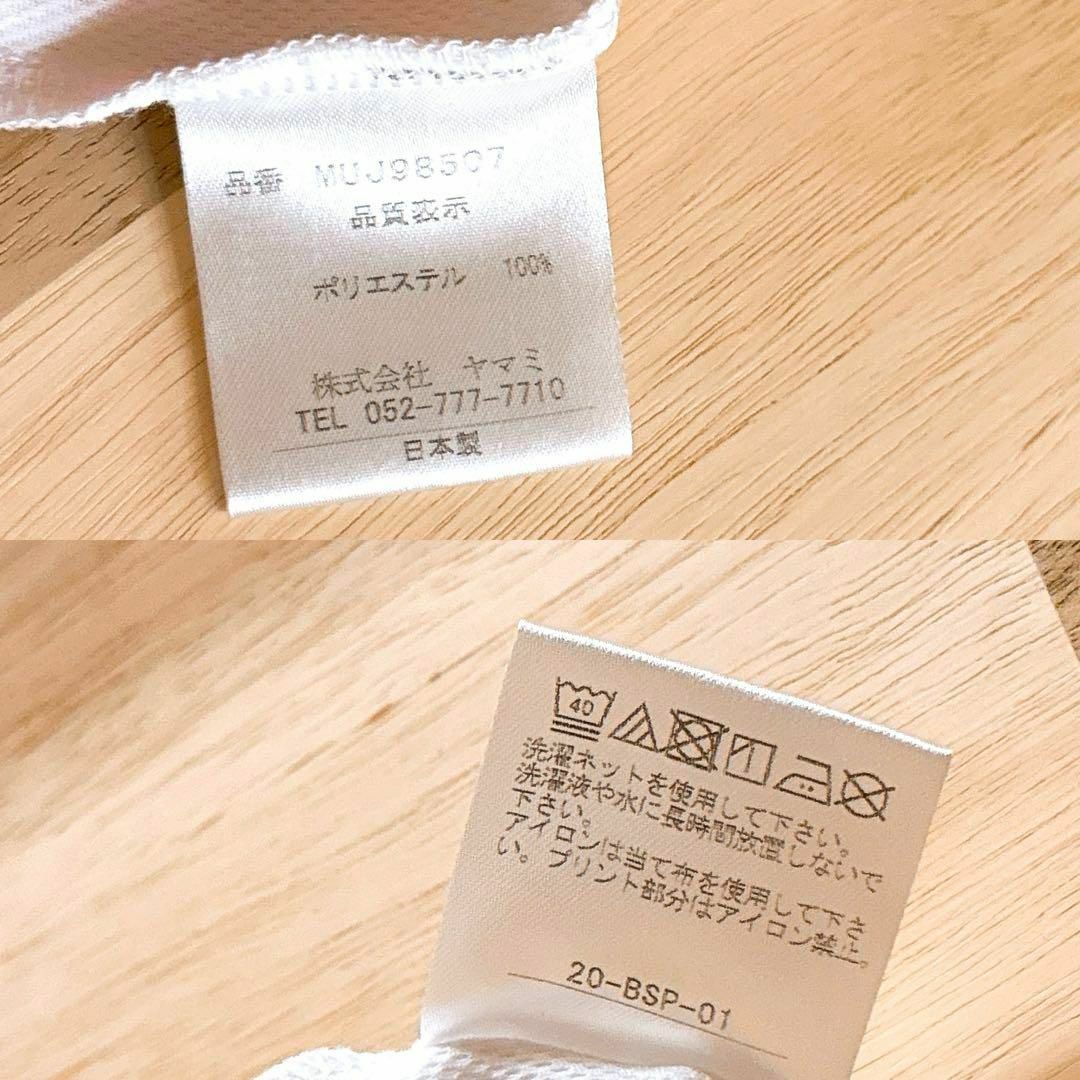 品番 MUJ98507
品質表示
ポリエステル 100%
株式会社 ヤマミ
TEL 052-777-7710
日本製
40
洗濯ネットを使用して下さい。
洗濯液や水に長時間放置しないで
下さい。
アイロンは当て布を使用して下さ
い。プリント部分はアイロン禁止。
20-BSP-01